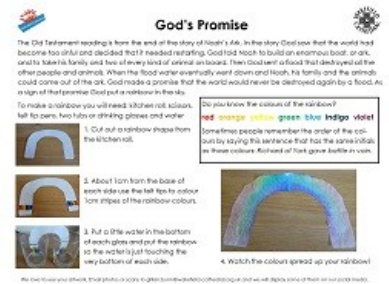 God's Promise
The Old Testament reading is from the end of the story of Noah's Ark. In the story God saw that the world had
become too sinful and decided that it needed restarting. God told Noah to build an enormous boat, or ark,
and to take his family and two of every kind of animal on board. Then God sent a flood that destroyed all the
other people and animals. When the flood water eventually went down and Noah, his family and the animals
could come out of the ark, God made a promise that the world would never be destroyed again by a flood. As
a sign of that promise God put a rainbow in the sky.
To make a rainbow you will need: kitchen roll, scissors,
felt tip pens, two tubs or drinking glasses and water
1. Cut out a rainbow shape from
the kitchen roll.
2. About 1cm from the base of
each side use the felt tips to colour
1cm stripes of the rainbow colours.
3. Put a little water in the bottom
of each glass and put the rainbow
so the water is just touching the
very bottom of each side.
Do you know the colours of the rainbow?
red orange yellow green blue indigo violet
Sometimes people remember the order of the col-
ours by saying this sentence that has the same initials
as these colours: Richard of York gave battle in vain.
4. Watch the colours spread up your rainbow!